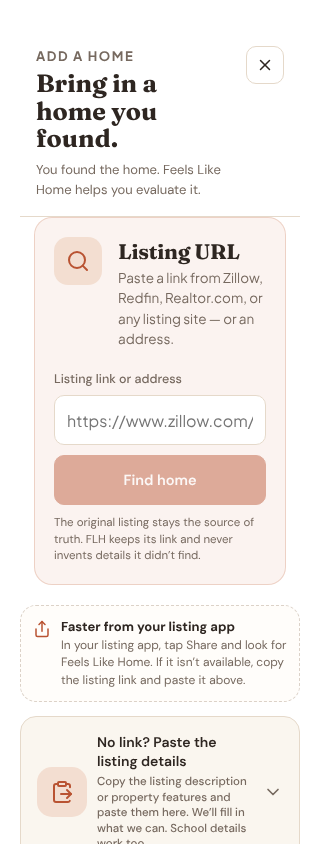 ADD A HOME
Bring in a
home you
found.
You found the home. Feels Like
Home helps you evaluate it.
Listing URL
Paste a link from Zillow,
Redfin, Realtor.com, or
any listing site — or an
address.
Listing link or address
https://www.zillow.com/
Find home
The original listing stays the source of
truth. FLH keeps its link and never
invents details it didn’t find.
Faster from your listing app
In your listing app, tap Share and look for
Feels Like Home. If it isn’t available, copy
the listing link and paste it above.
No link? Paste the
listing details
Copy the listing description
or property features and
paste them here. We’ll fill in
what we can. School details
work too